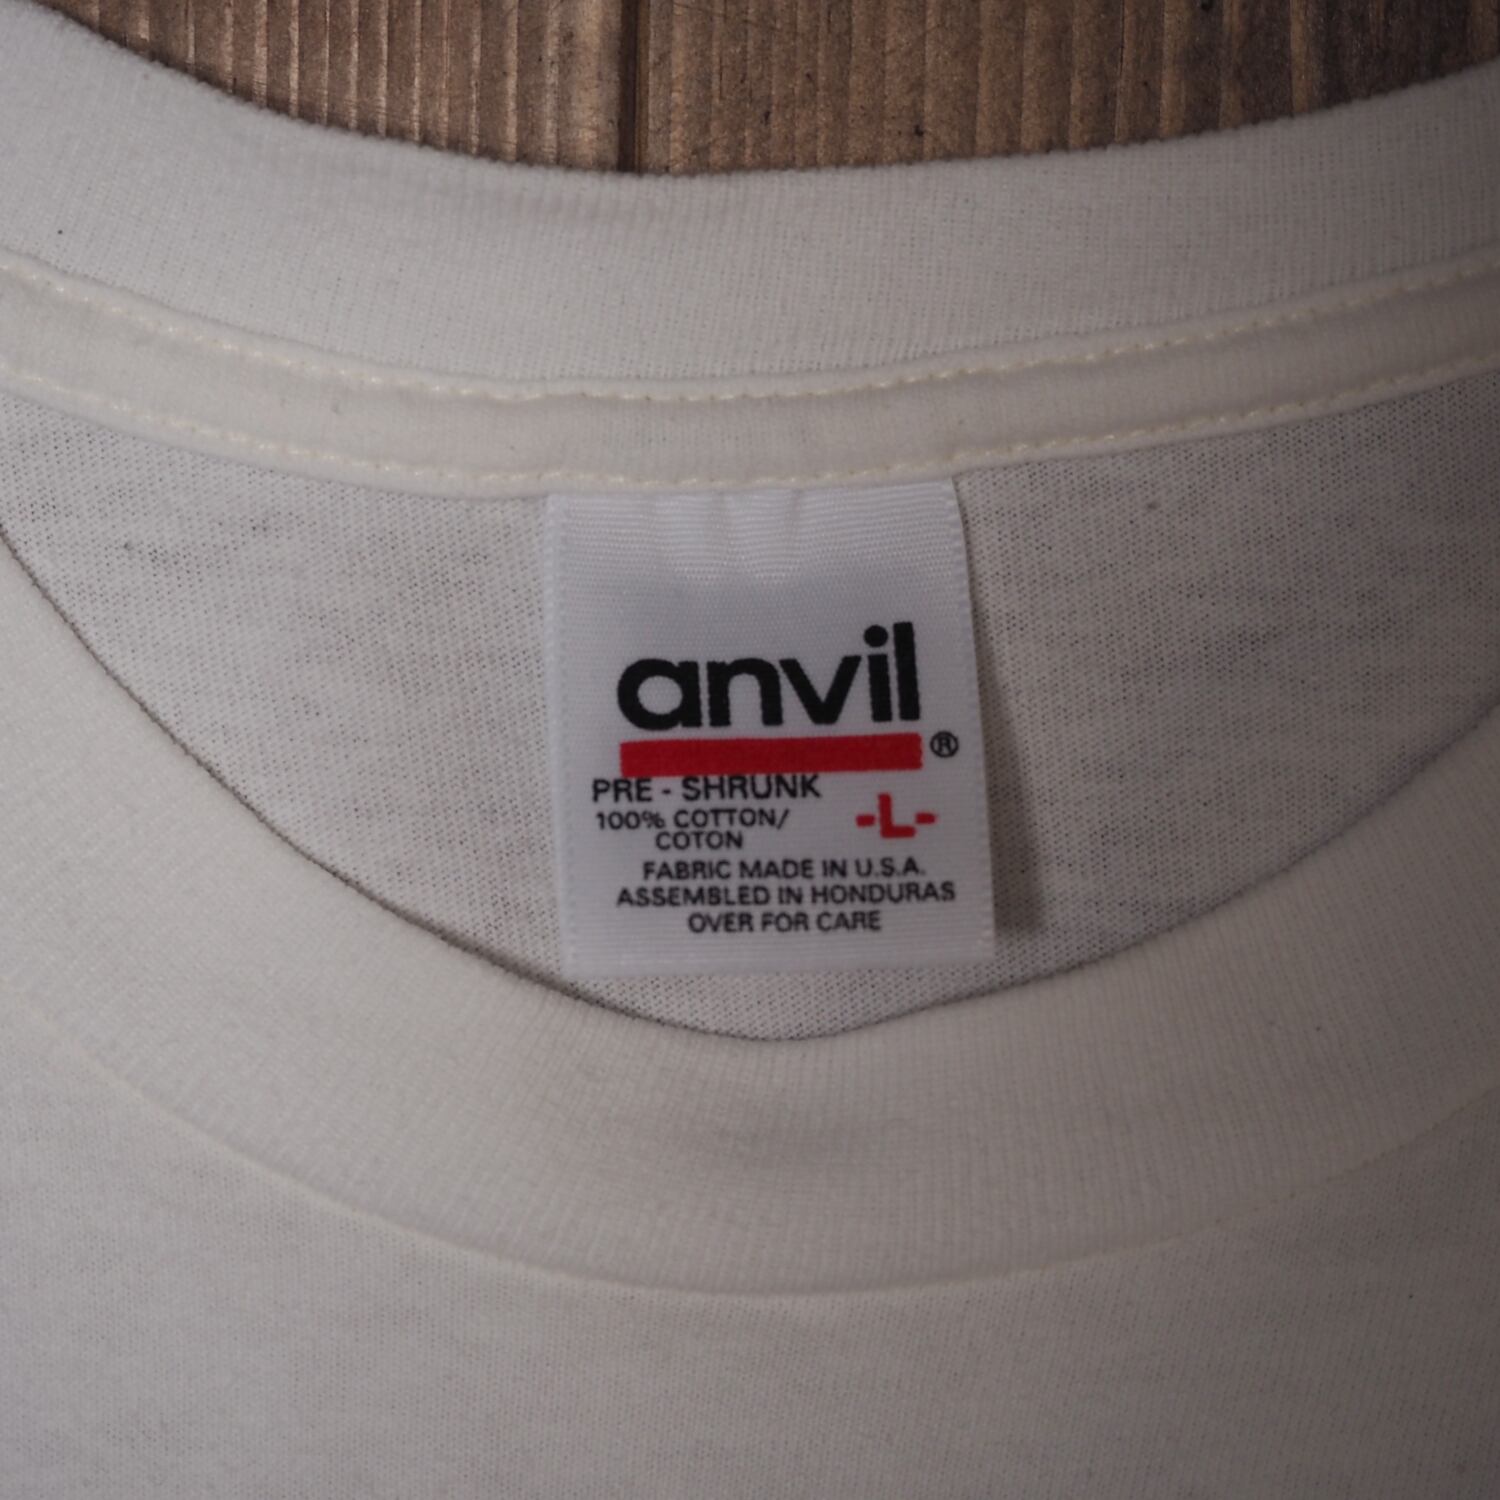 anvil®
PRE - SHRUNK
100% COTTON/
COTON
-L-
FABRIC MADE IN U.S.A.
ASSEMBLED IN HONDURAS
OVER FOR CARE